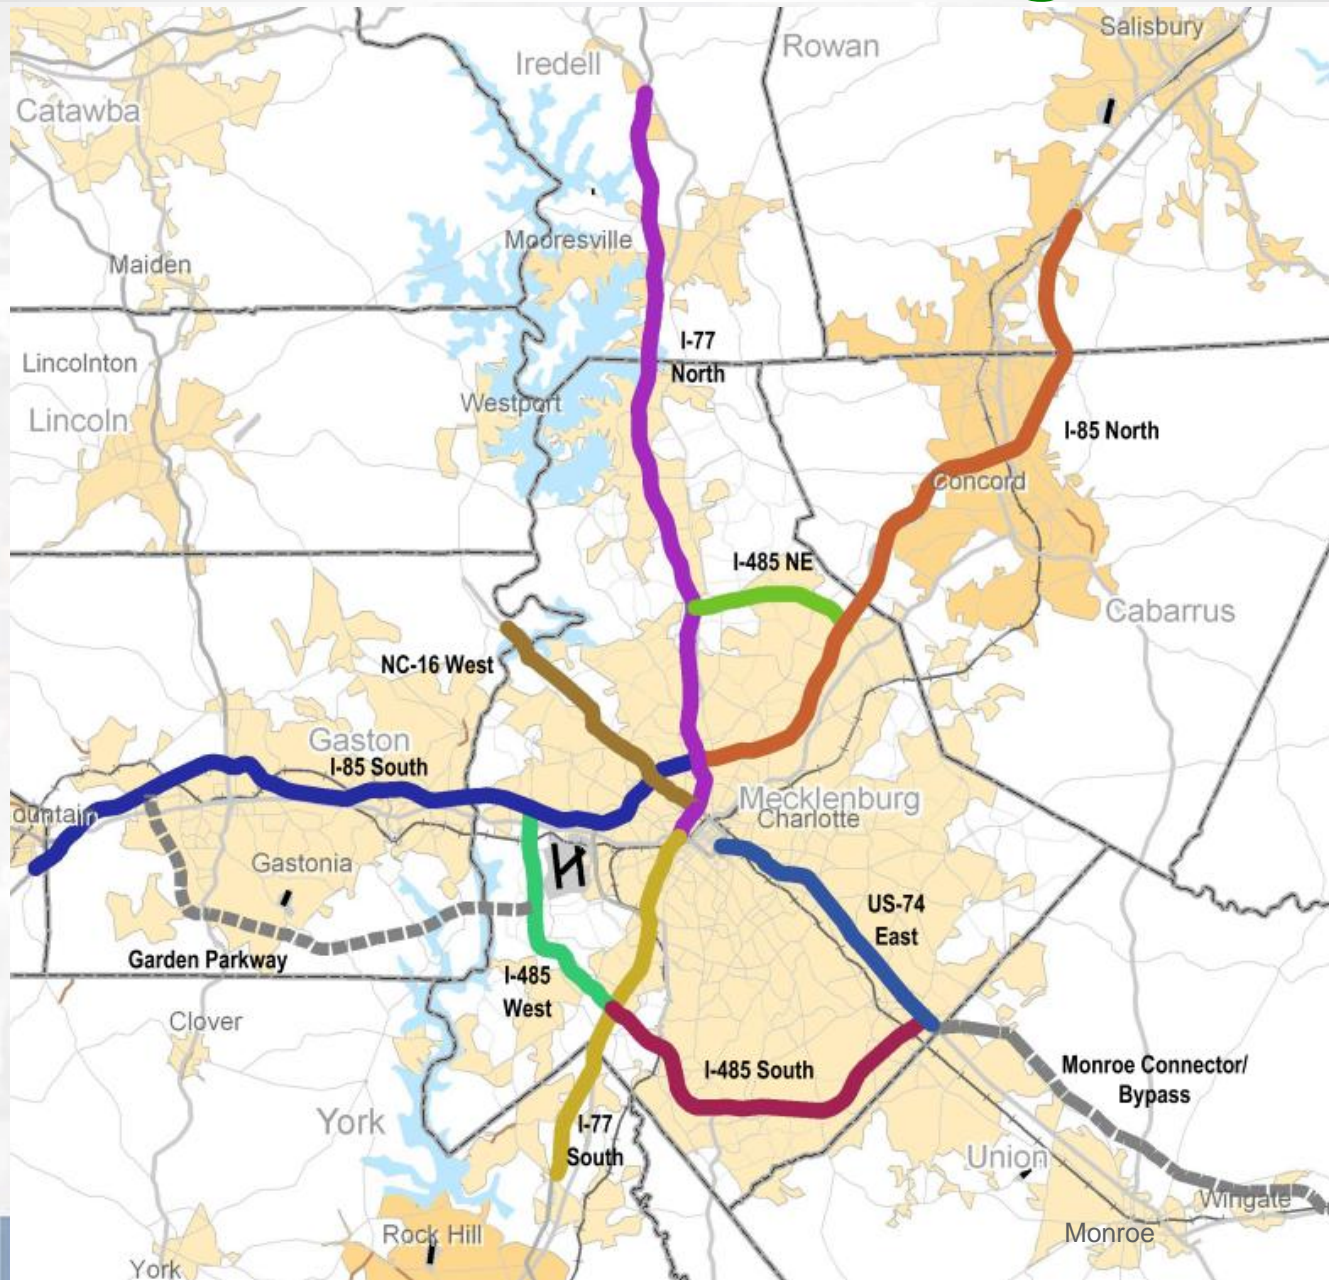 Salisbury
Rowan
Iredell
Catawba
Mooresville
Maiden
I-77
North
Lincolnton
Westport
Lincoln
I-85 North
Concord
I-485 NE
Cabarrus
NC-16 West
Gaston
I-85 South
Mecklenburg
Charlotte
ountain
Gastonia
US-74
East
Garden Parkway
I-485
West
Clover
I-485 South
Monroe Connector/
Bypass
York
I-77
South
Union
Wingate
Rock Hill
Monroe
York